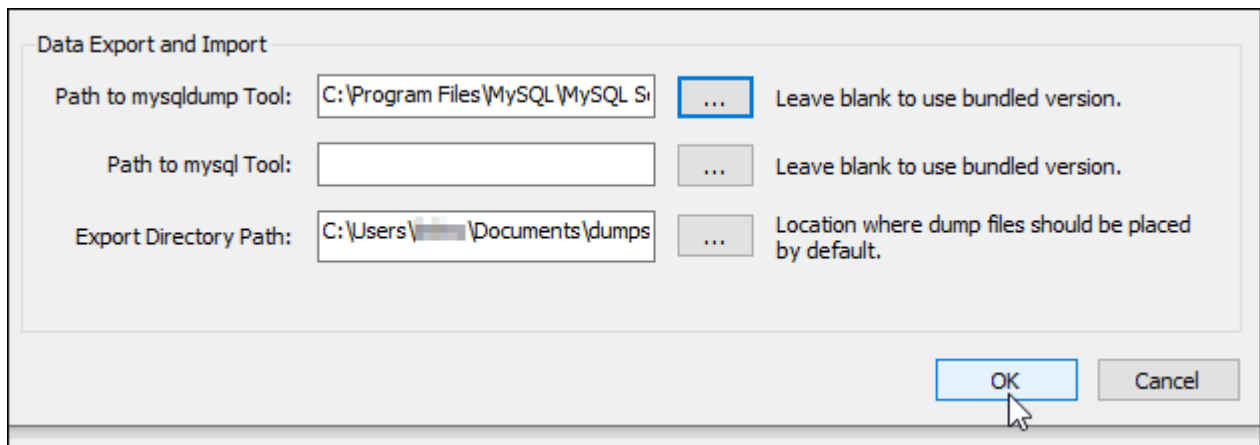 Data Export and Import
Path to mysqldump Tool: C:\Program Files\MySQL\MySQL S ... Leave blank to use bundled version.
Path to mysql Tool: ... Leave blank to use bundled version.
Export Directory Path: C:\Users\ \Documents\dumps ... Location where dump files should be placed
by default.
OK Cancel